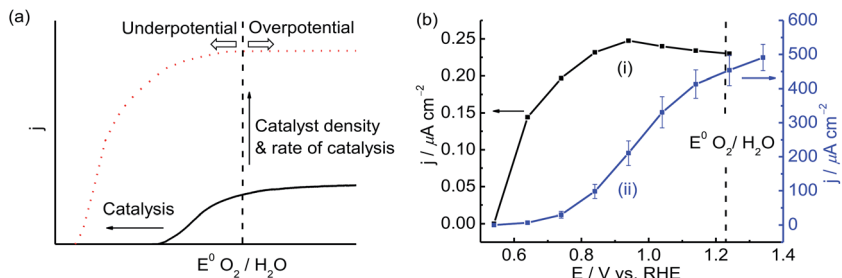 (a)
Underpotential
Overpotential
j
Catalyst density
& rate of catalysis
Catalysis
E⁰ O₂ / H₂O
(b)
0.25
0.20
0.15
0.10
0.05
0.00
j / μA cm⁻²
(i)
(ii)
E⁰ O₂/ H₂O
600
500
400
300
200
100
0
j / μA cm⁻²
0.6
0.8
1.0
1.2
1.4
E / V vs. RHE